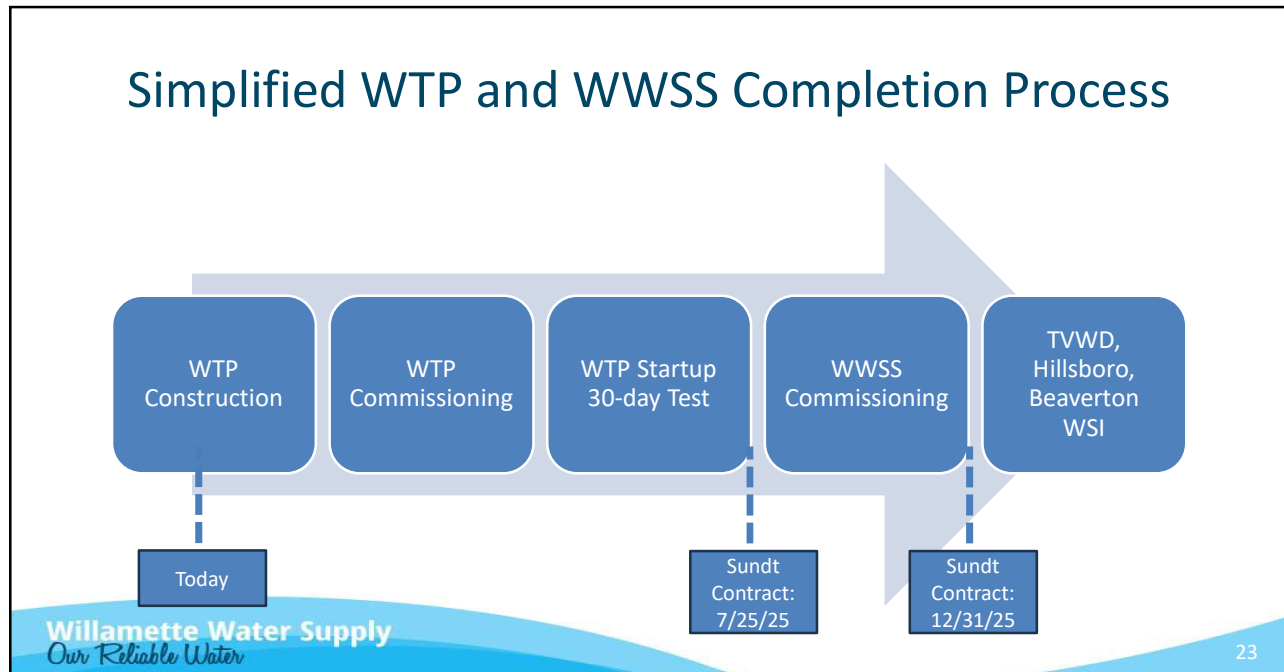 Simplified WTP and WWSS Completion Process
WTP
Construction
WTP
Commissioning
WTP Startup
30-day Test
WWSS
Commissioning
TVWD,
Hillsboro,
Beaverton
WSI
Today
Sundt
Contract:
7/25/25
Sundt
Contract:
12/31/25
Willamette Water Supply
Our Reliable Water
23